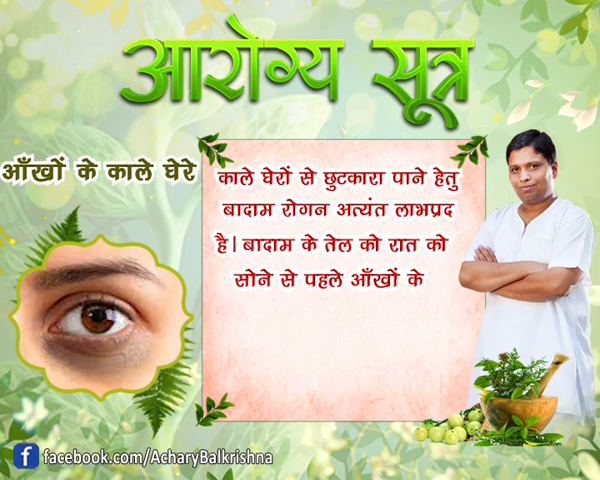 आरोग्य सूत्र
आँखों के काले घेरे
काले घेरों से छुटकारा पाने हेतु
बादाम रोगन अत्यंत लाभप्रद
है। बादाम के तेल को रात को
सोने से पहले आँखों के
facebook.com/AcharyBalkrishna